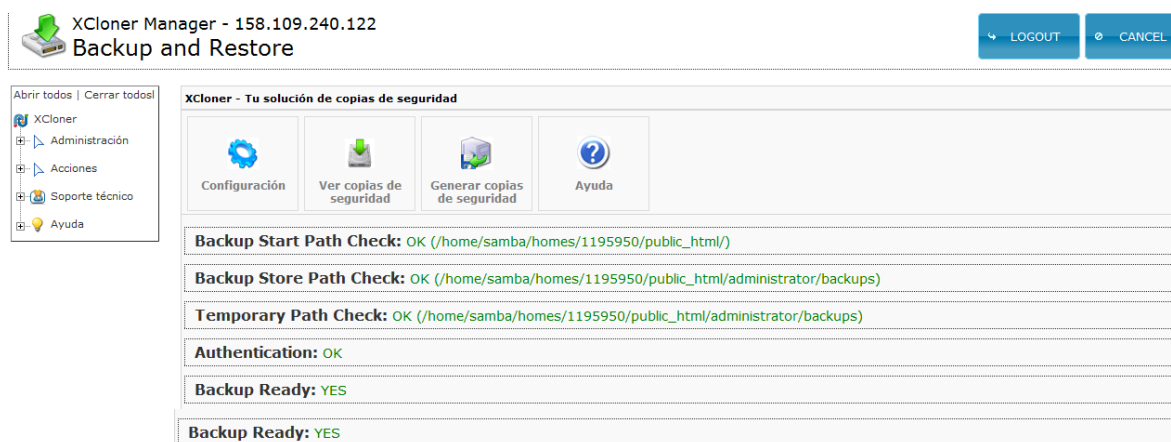 XCloner Manager - 158.109.240.122
Backup and Restore
LOGOUT
CANCEL
Abrir todos | Cerrar todosl
XCloner
Administración
Acciones
Soporte técnico
Ayuda
XCloner - Tu solución de copias de seguridad
Configuración
Ver copias de
seguridad
Generar copias
de seguridad
Ayuda
Backup Start Path Check: OK (/home/samba/homes/1195950/public_html/)
Backup Store Path Check: OK (/home/samba/homes/1195950/public_html/administrator/backups)
Temporary Path Check: OK (/home/samba/homes/1195950/public_html/administrator/backups)
Authentication: OK
Backup Ready: YES
Backup Ready: YES